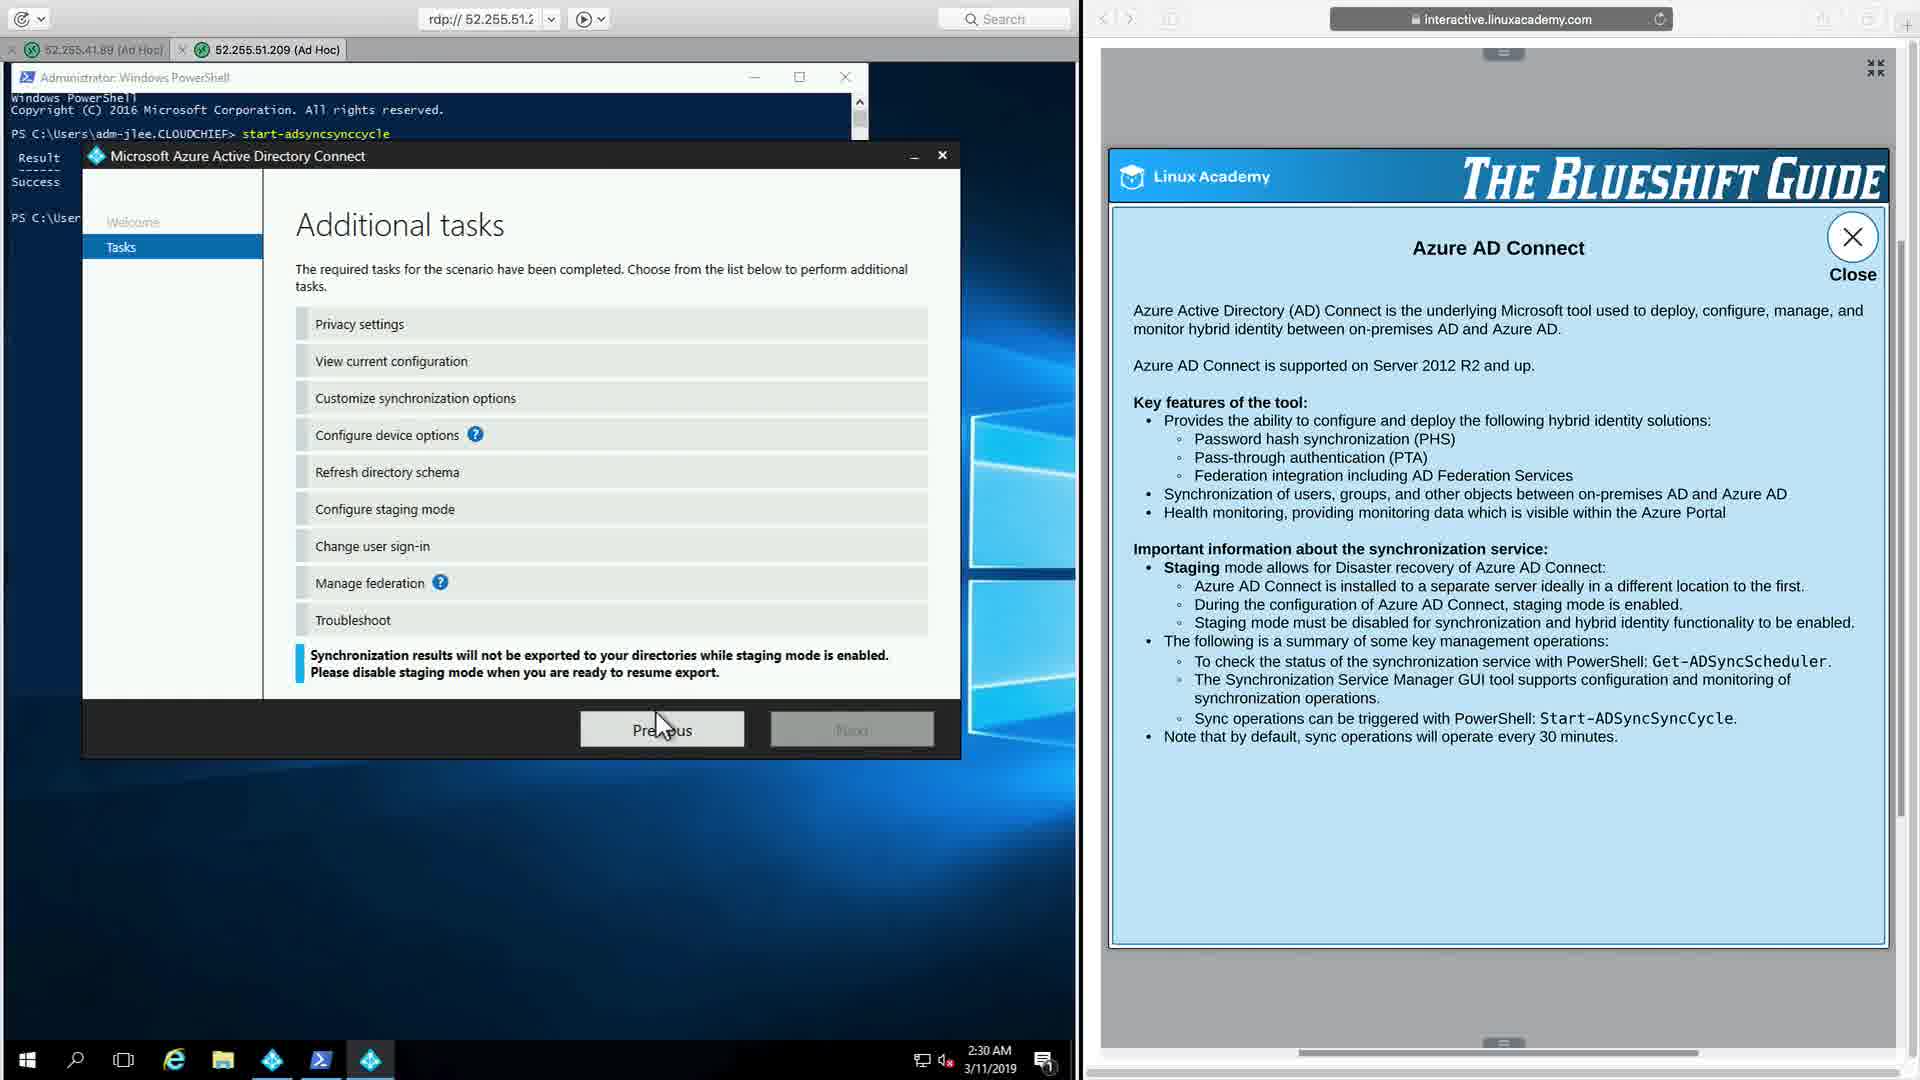 rdp:// 52.255.51.2
Search
52.255.41.89 (Ad Hoc)
52.255.51.209 (Ad Hoc)
Administrator: Windows PowerShell
Windows PowerShell
Copyright (C) 2016 Microsoft Corporation. All rights reserved.
PS C:\Users\adm-jlee.CLOUDCHIEF> start-adsyncsynccycle
Result
------
Success
PS C:\User
Microsoft Azure Active Directory Connect
Welcome
Tasks
Additional tasks
The required tasks for the scenario have been completed. Choose from the list below to perform additional
tasks.
Privacy settings
View current configuration
Customize synchronization options
Configure device options ?
Refresh directory schema
Configure staging mode
Change user sign-in
Manage federation ?
Troubleshoot
Synchronization results will not be exported to your directories while staging mode is enabled.
Please disable staging mode when you are ready to resume export.
Previous
Next
2:30 AM
3/11/2019
1
interactive.linuxacademy.com
Linux Academy
THE BLUESHIFT GUIDE
Azure AD Connect
Close
Azure Active Directory (AD) Connect is the underlying Microsoft tool used to deploy, configure, manage, and
monitor hybrid identity between on-premises AD and Azure AD.
Azure AD Connect is supported on Server 2012 R2 and up.
Key features of the tool:
• Provides the ability to configure and deploy the following hybrid identity solutions:
◦ Password hash synchronization (PHS)
◦ Pass-through authentication (PTA)
◦ Federation integration including AD Federation Services
• Synchronization of users, groups, and other objects between on-premises AD and Azure AD
• Health monitoring, providing monitoring data which is visible within the Azure Portal
Important information about the synchronization service:
• Staging mode allows for Disaster recovery of Azure AD Connect:
◦ Azure AD Connect is installed to a separate server ideally in a different location to the first.
◦ During the configuration of Azure AD Connect, staging mode is enabled.
◦ Staging mode must be disabled for synchronization and hybrid identity functionality to be enabled.
• The following is a summary of some key management operations:
◦ To check the status of the synchronization service with PowerShell: Get-ADSyncScheduler.
◦ The Synchronization Service Manager GUI tool supports configuration and monitoring of
synchronization operations.
◦ Sync operations can be triggered with PowerShell: Start-ADSyncSyncCycle.
• Note that by default, sync operations will operate every 30 minutes.